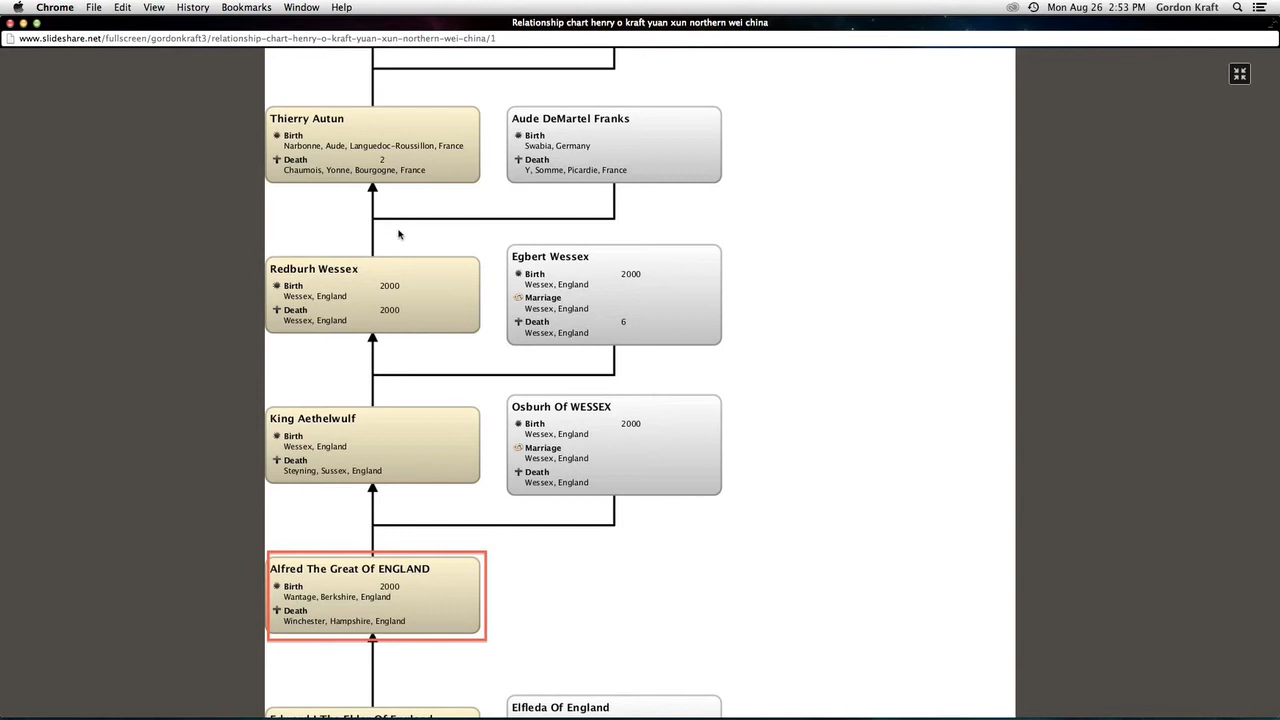 Chrome File Edit View History Bookmarks Window Help Mon Aug 26 2:53 PM Gordon Kraft
Relationship chart henry o kraft yuan xun northern wei china
www.slideshare.net/fullscreen/gordonkraft3/relationship-chart-henry-o-kraft-yuan-xun-northern-wei-china/1
Thierry Autun
Birth
Narbonne, Aude, Languedoc-Roussillon, France
Death 2
Chaumois, Yonne, Bourgogne, France
Aude DeMartel Franks
Birth
Swabia, Germany
Death
Y, Somme, Picardie, France
Redburh Wessex
Birth 2000
Wessex, England
Death 2000
Wessex, England
Egbert Wessex
Birth 2000
Wessex, England
Marriage
Wessex, England
Death 6
Wessex, England
King Aethelwulf
Birth
Wessex, England
Death
Steyning, Sussex, England
Osburh Of WESSEX
Birth 2000
Wessex, England
Marriage
Wessex, England
Death
Wessex, England
Alfred The Great Of ENGLAND
Birth 2000
Wantage, Berkshire, England
Death
Winchester, Hampshire, England
Edward I The Elder Of England
Elfleda Of England